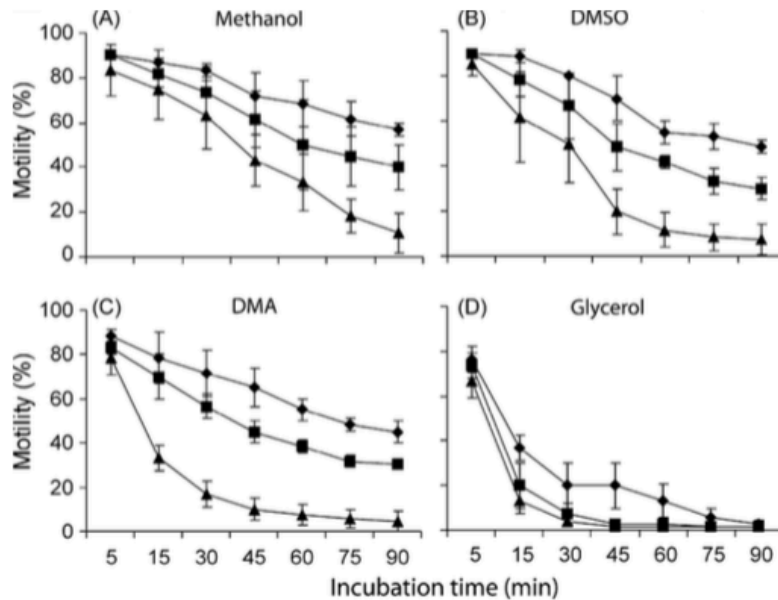 (A) Methanol
(B) DMSO
100
80
60
40
20
0
Motility (%)
(C) DMA
(D) Glycerol
100
80
60
40
20
0
Motility (%)
5 15 30 45 60 75 90
5 15 30 45 60 75 90
Incubation time (min)